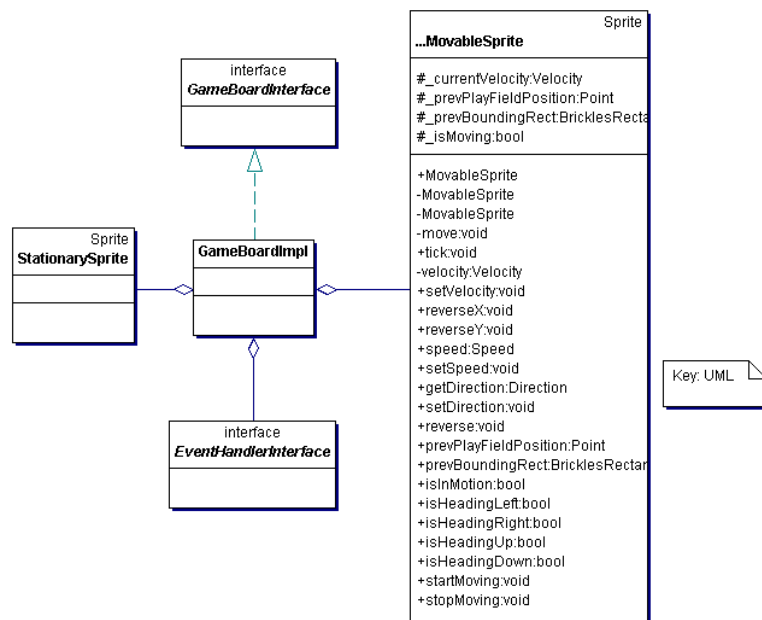 Sprite
...MovableSprite
#_currentVelocity:Velocity
#_prevPlayFieldPosition:Point
#_prevBoundingRect:BricklesRecta
#_isMoving:bool
+MovableSprite
-MovableSprite
-MovableSprite
-move:void
+tick:void
-velocity:Velocity
+setVelocity:void
+reverseX:void
+reverseY:void
+speed:Speed
+setSpeed:void
+getDirection:Direction
+setDirection:void
+reverse:void
+prevPlayFieldPosition:Point
+prevBoundingRect:BricklesRectar
+isInMotion:bool
+isHeadingLeft:bool
+isHeadingRight:bool
+isHeadingUp:bool
+isHeadingDown:bool
+startMoving:void
+stopMoving:void
interface
GameBoardInterface
Sprite
StationarySprite
GameBoardImpl
interface
EventHandlerInterface
Key: UML